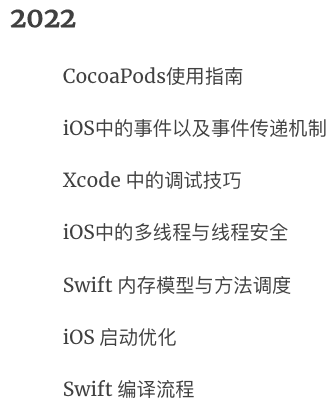 2022
CocoaPods使用指南
iOS中的事件以及事件传递机制
Xcode 中的调试技巧
iOS中的多线程与线程安全
Swift 内存模型与方法调度
iOS 启动优化
Swift 编译流程